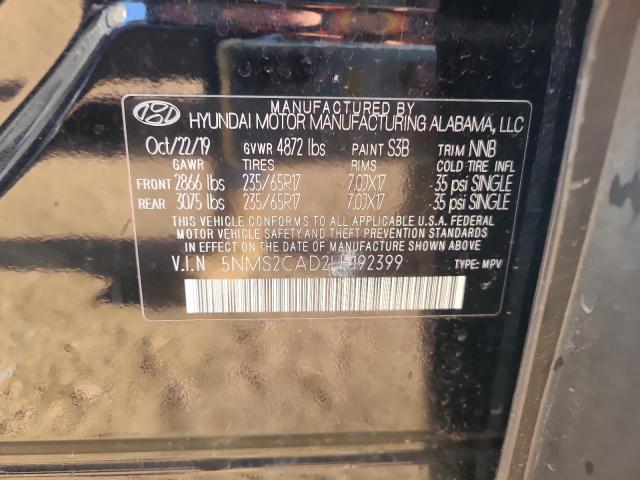 MANUFACTURED BY
HYUNDAI MOTOR MANUFACTURING ALABAMA, LLC
Oct/22/19 GVWR 4872 lbs PAINT S3B TRIM NNB
GAWR TIRES RIMS COLD TIRE INFL
FRONT 2866 lbs 235/65R17 7.0JX17 35 psi SINGLE
REAR 3075 lbs 235/65R17 7.0JX17 35 psi SINGLE
THIS VEHICLE CONFORMS TO ALL APPLICABLE U.S.A. FEDERAL
MOTOR VEHICLE SAFETY AND THEFT PREVENTION STANDARDS
IN EFFECT ON THE DATE OF MANUFACTURE SHOWN ABOVE.
V.I.N TYPE: MPV